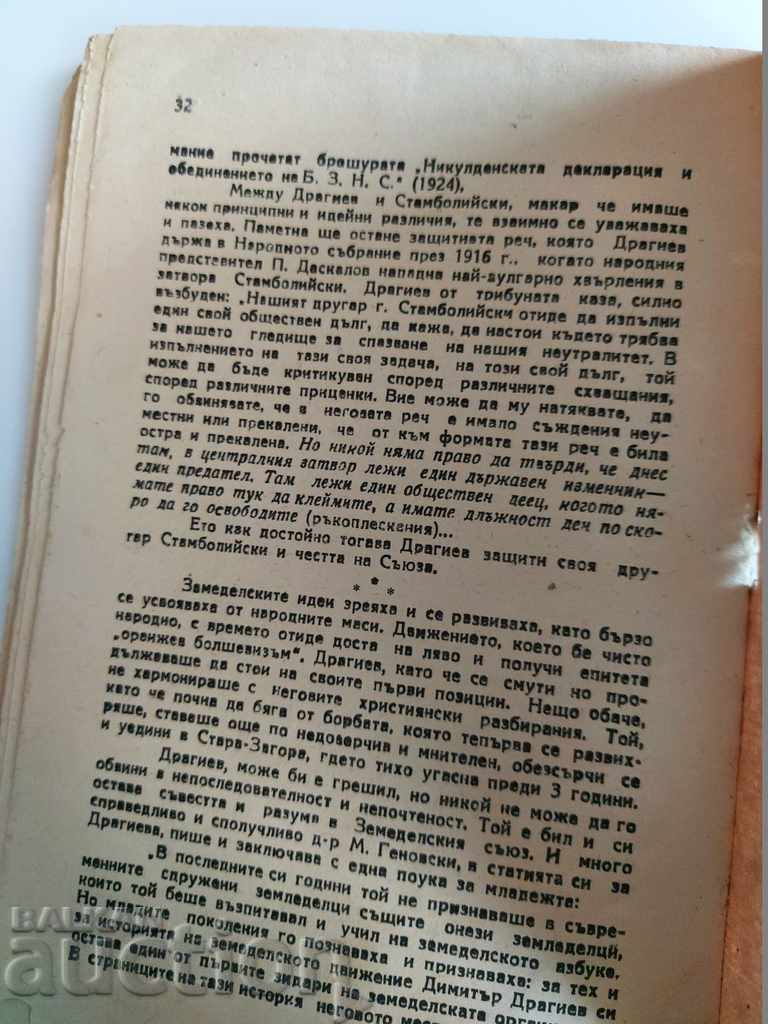 32
мание прочетат брошурата „Никулденската декларация и
обединението на Б. З. Н. С.“ (1924).
Между Драгиев и Стамболийски, макар че имаше
някои принципни и идейни различия, те взаимно се уважаваха
и пазеха. Паметна ще остане защитната реч, която Драгиев
държа в Народното събрание през 1916 г., когато народния
представител П. Даскалов нападна най-вулгарно хвърления в
затвора Стамболийски. Драгиев от трибуната каза, силно
възбуден: „Нашият другар г. Стамболийски отиде да изпълни
един свой обществен дълг, да каже, да настои където трябва
за нашето гледище за спазване на нашия неутралитет. В
изпълнението на тази своя задача, на този свой дълг, той
може да бъде критикуван според различните схващания,
според различните преценки. Вие може да му натяквате, да
го обвинявате, че в неговата реч е имало съждения неу-
местни или прекалени, че от към формата тази реч е била
остра и прекалена. Но никой няма право да твърди, че днес
там, в централния затвор лежи един държавен изменник—
един предател. Там лежи един обществен деец, когото ня-
мате право тук да клеймите, а имате длъжност ден по ско-
ро да го освободите (ръкоплескания)...
Ето как достойно тогава Драгиев защити своя дру-
гар Стамболийски и честта на Съюза.
* * *
Земеделските идеи зреяха и се развиваха, като бързо
се усвояваха от народните маси. Движението, което бе чисто
народно, с времето отиде доста на ляво и получи епитета
„оранжев болшевизъм“. Драгиев, като че се смути но про-
дължаваше да стои на своите първи позиции. Нещо обаче,
не хармонираше с неговите християнски разбирания. Той,
като че почна да бяга от борбата, която тепърва се развих-
ряше, ставаше още по недоверчив и мнителен, обезсърчи се
и уедини в Стара-Загора, гдето тихо угасна преди 3 години.
Драгиев, може би е грешил, но никой не може да го
обвини в непоследователност и непочтеност. Той е бил и си
остава съвестта и разума в Земеделския съюз. И много
справедливо и сполучливо д-р М. Геновски, в статията си за
Драгиева, пише и заключава с една поука за младежта:
„В последните си години той не признаваше в съвре-
менните сдружени земледелци същите онези земледелци,
които той беше възпитавал и учил на земеделското азбуке.
Но младите поколения го познаваха и признаваха: за тех и
за историята на земеделското движение Димитър Драгиев си
остава един от първите зидари на земеделската
В страниците на тази история неговото